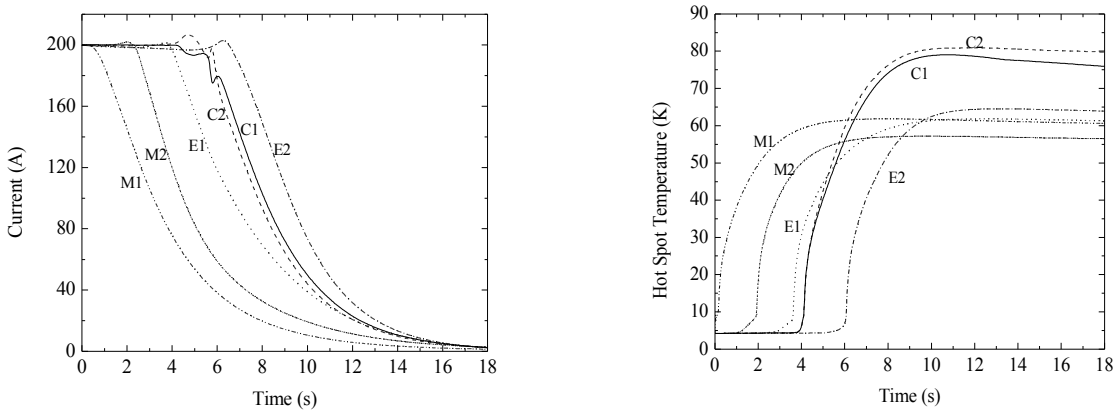 200
160
120
80
40
0
Current (A)
C2
C1
E1
E2
M2
M1
0 2 4 6 8 10 12 14 16 18
Time (s)
90
80
70
60
50
40
30
20
10
0
Hot Spot Temperature (K)
C2
C1
M1
M2
E2
E1
0 2 4 6 8 10 12 14 16 18
Time (s)